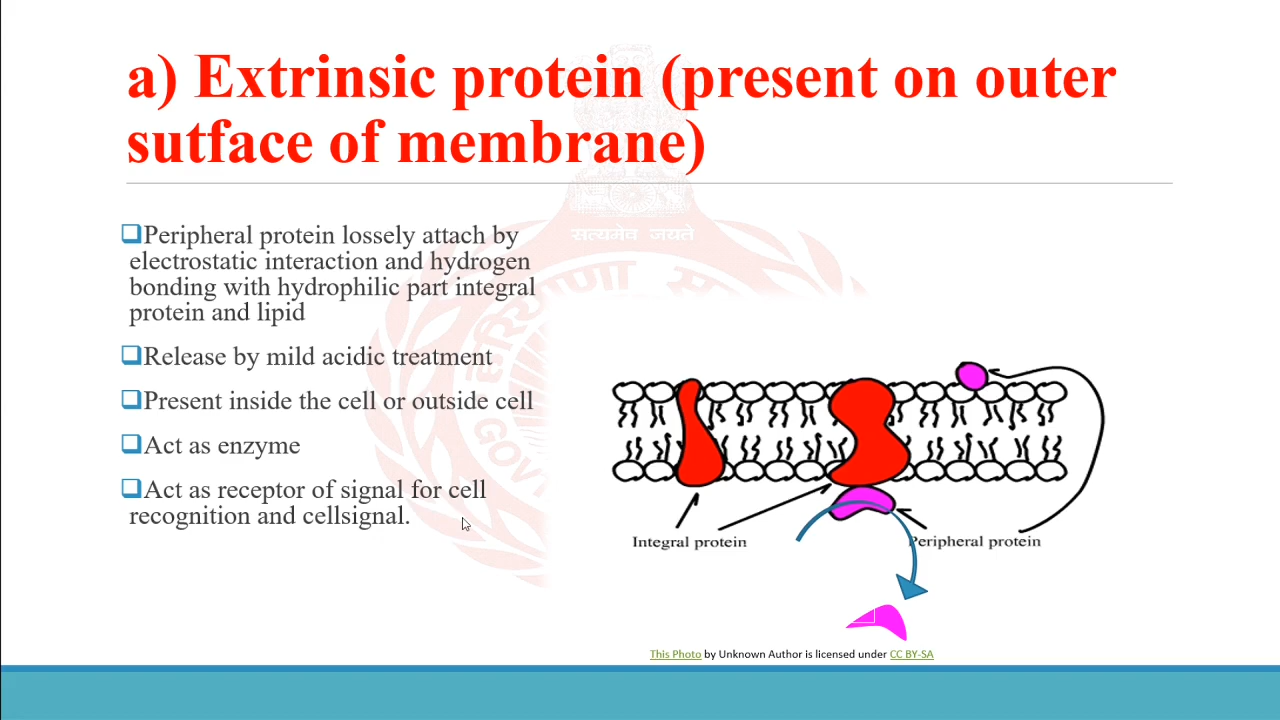 a) Extrinsic protein (present on outer
sutface of membrane)
सत्यमेव जयते
Peripheral protein lossely attach by
electrostatic interaction and hydrogen
bonding with hydrophilic part integral
protein and lipid
Release by mild acidic treatment
Present inside the cell or outside cell
Act as enzyme
Act as receptor of signal for cell
recognition and cellsignal.
Integral protein
Peripheral protein
This Photo by Unknown Author is licensed under CC BY-SA